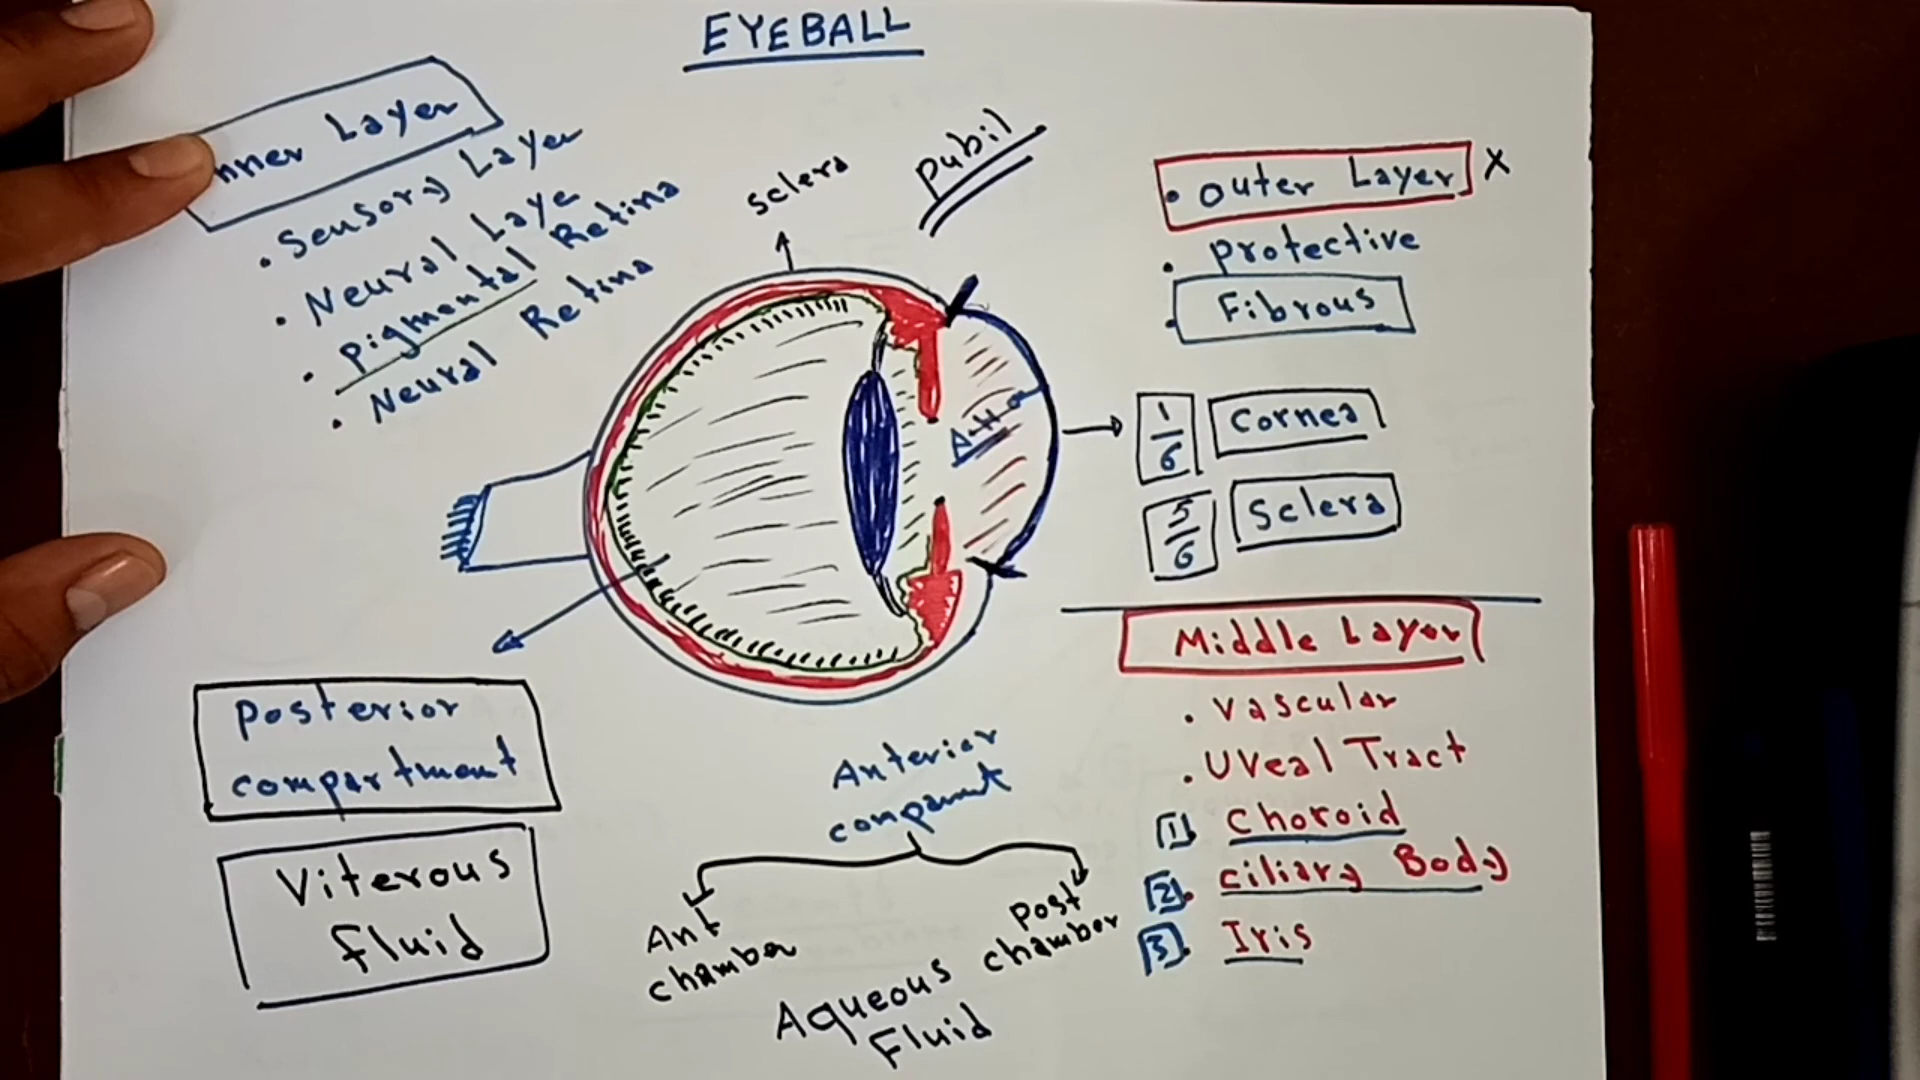 EYEBALL
nner Layer
• Sensory Layer
• Neural Laye
• Pigmental Retina
• Neural Retina
sclera
pubil
• Outer Layer X
• Protective
• Fibrous
1/6 Cornea
5/6 Sclera
Ant
Middle Layer
• Vascular
• UVeal Tract
1 Choroid
2. Ciliary Body
3. Iris
Posterior
compartment
Viterous
fluid
Anterior
Ant
chamber
Post
chamber
Aqueous
Fluid